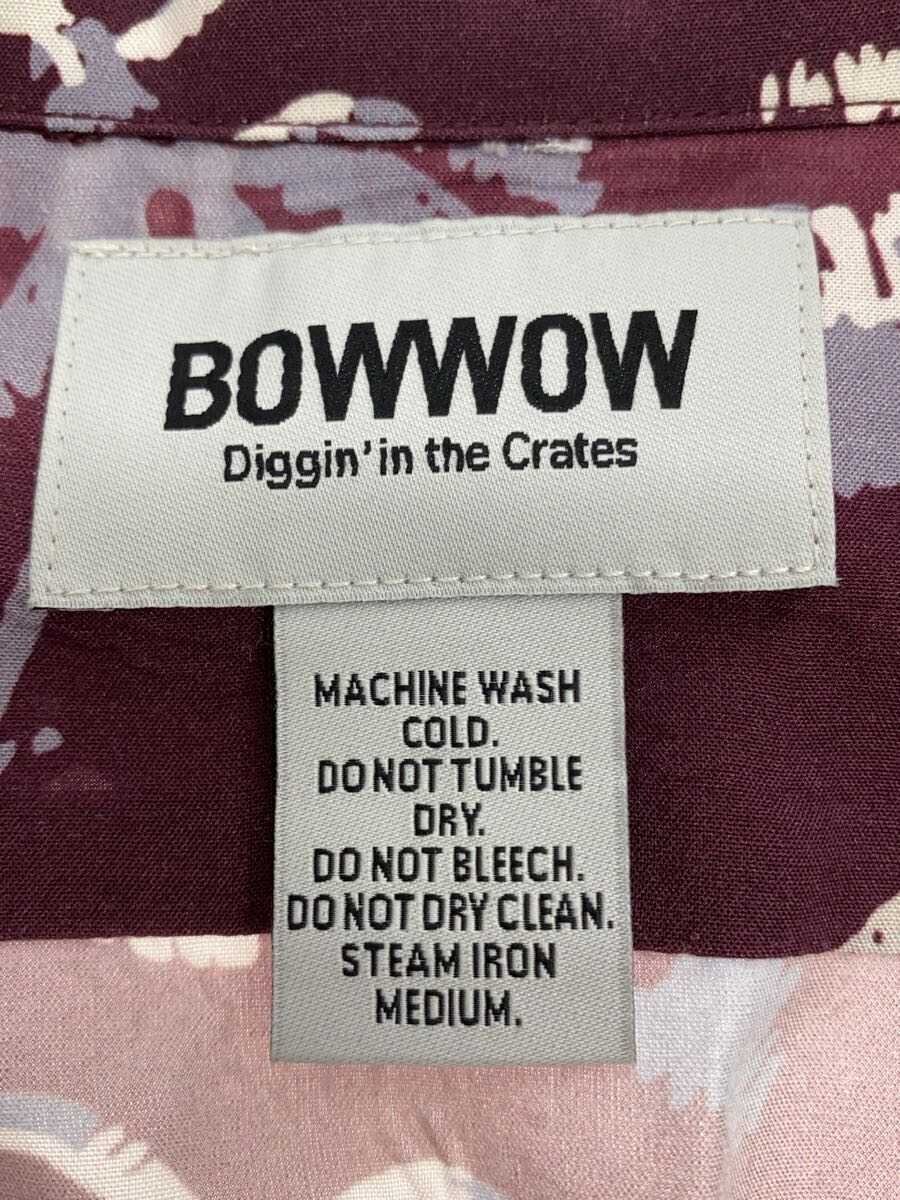 BOWWOW
Diggin' in the Crates
MACHINE WASH
COLD.
DO NOT TUMBLE
DRY.
DO NOT BLEECH.
DO NOT DRY CLEAN.
STEAM IRON
MEDIUM.